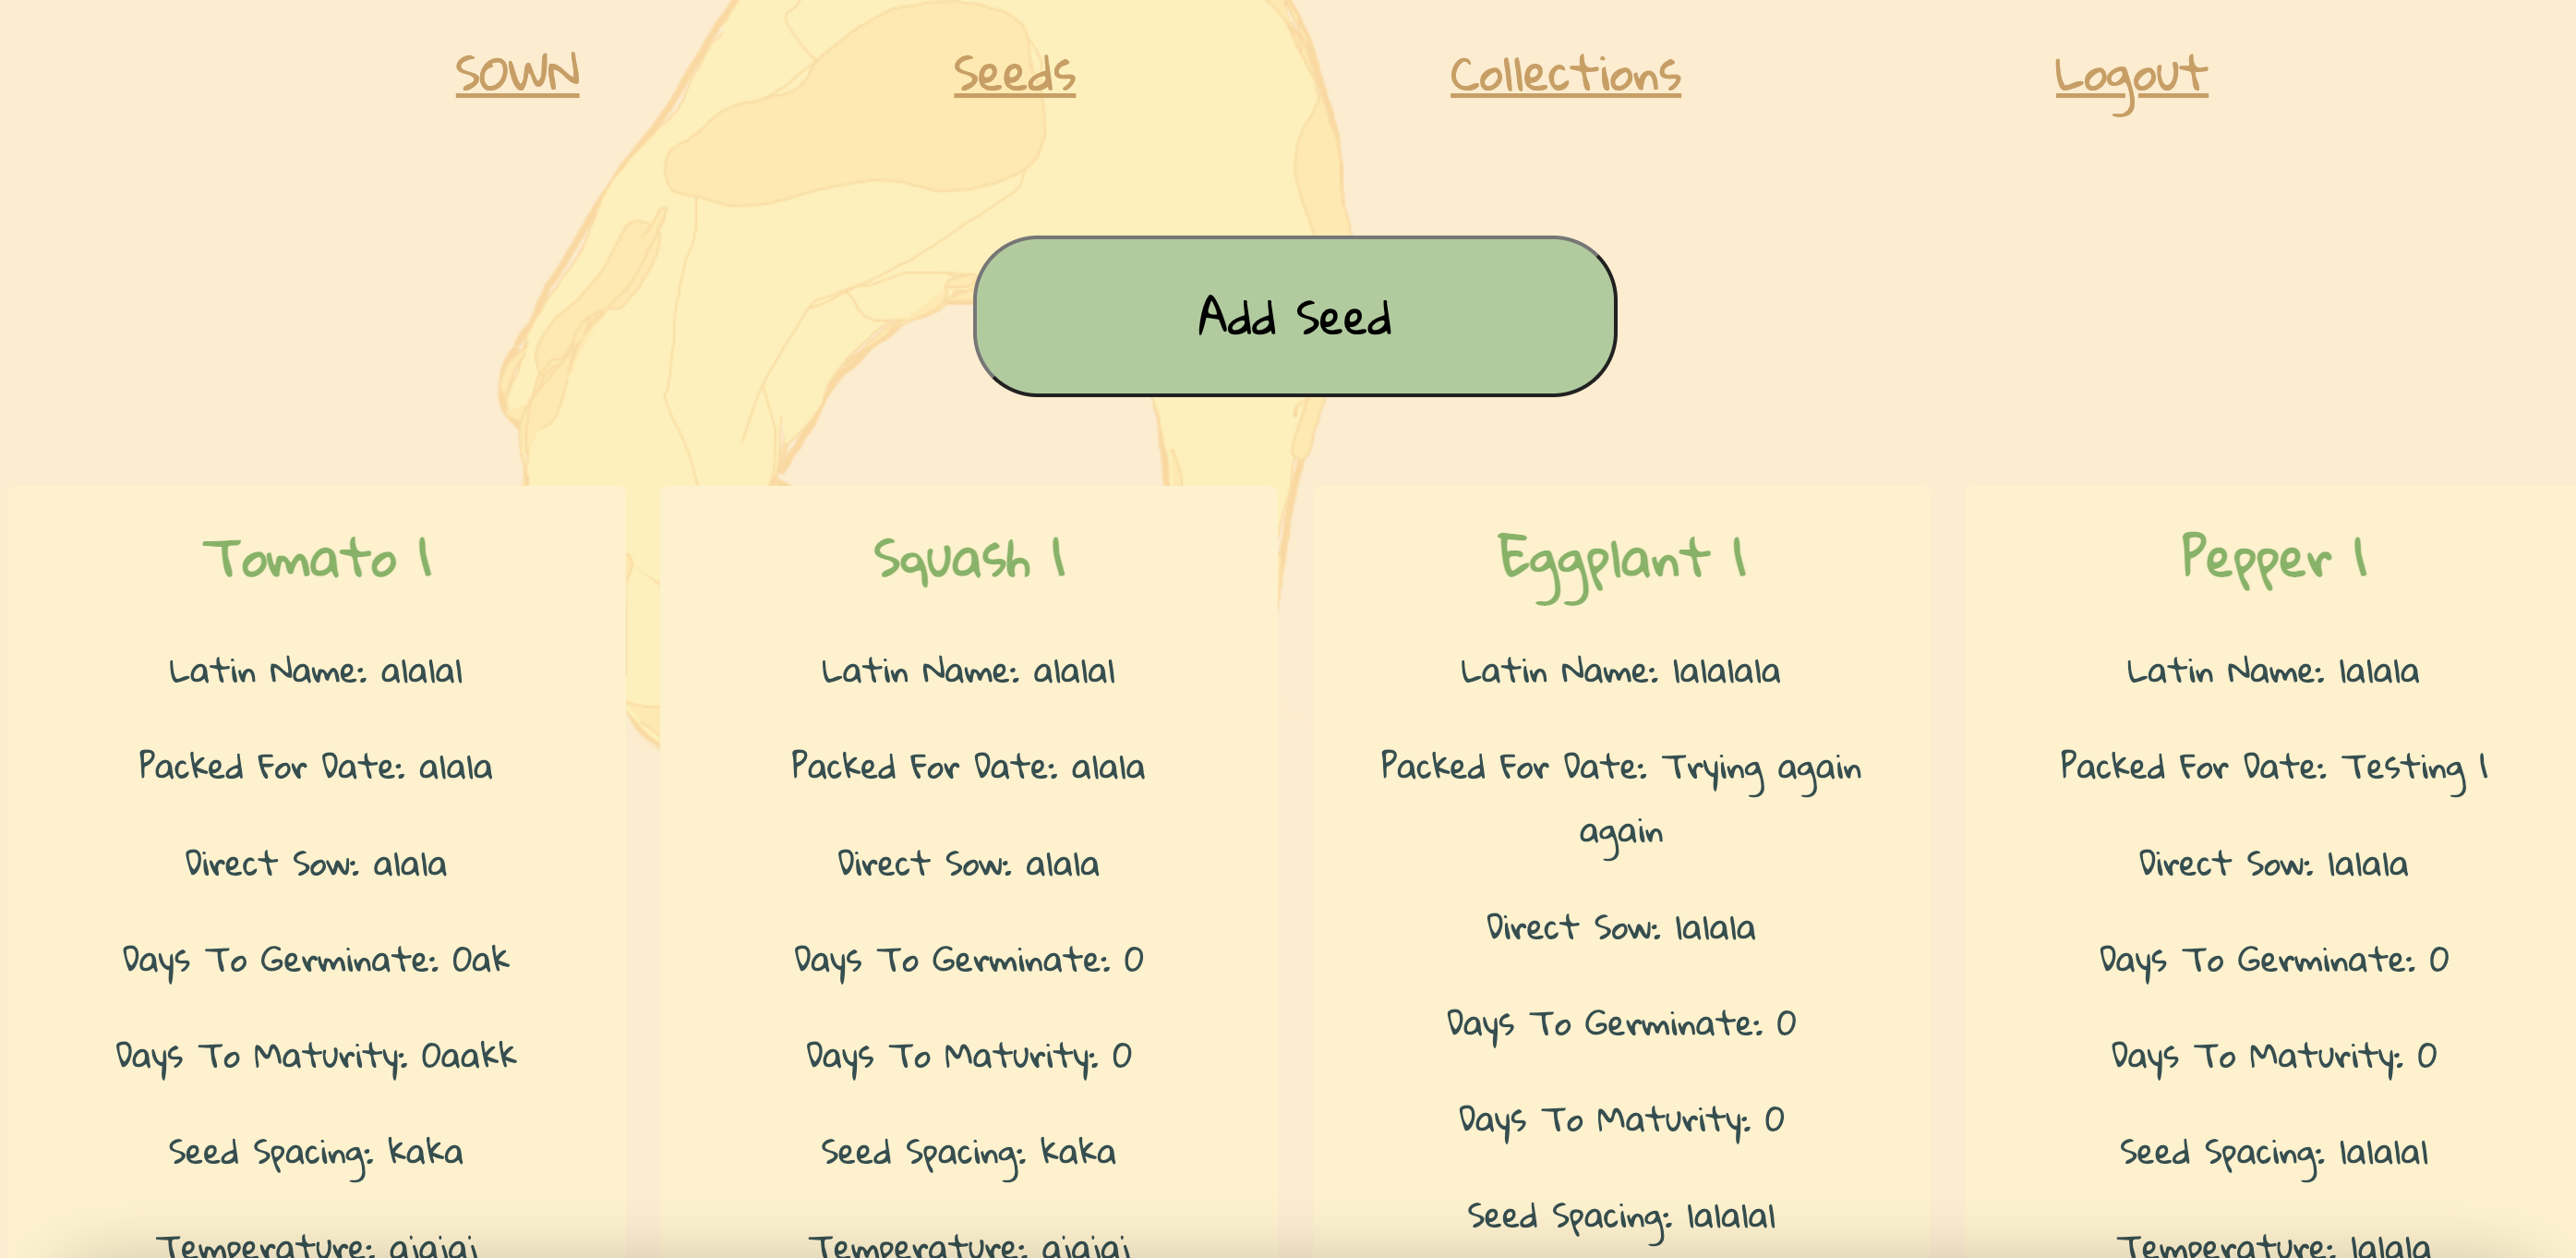 SOWN
Seeds
Collections
Logout
Add Seed
Tomato 1
Latin Name: alalal
Packed For Date: alala
Direct Sow: alala
Days To Germinate: 0ak
Days To Maturity: 0aakk
Seed Spacing: kaka
Temperature: ajajaj
Squash 1
Latin Name: alalal
Packed For Date: alala
Direct Sow: alala
Days To Germinate: 0
Days To Maturity: 0
Seed Spacing: kaka
Temperature: ajajaj
Eggplant 1
Latin Name: lalalala
Packed For Date: Trying again
again
Direct Sow: lalala
Days To Germinate: 0
Days To Maturity: 0
Seed Spacing: lalalal
Pepper 1
Latin Name: lalala
Packed For Date: Testing 1
Direct Sow: lalala
Days To Germinate: 0
Days To Maturity: 0
Seed Spacing: lalalal
Temperature: lalala